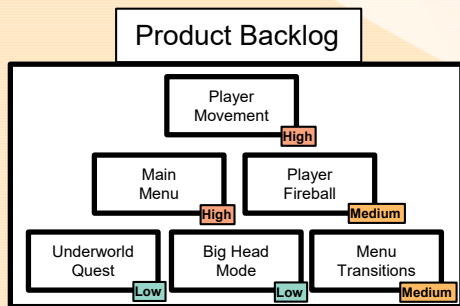 Product Backlog
Player
Movement
High
Main
Menu
High
Player
Fireball
Medium
Underworld
Quest
Low
Big Head
Mode
Low
Menu
Transitions
Medium